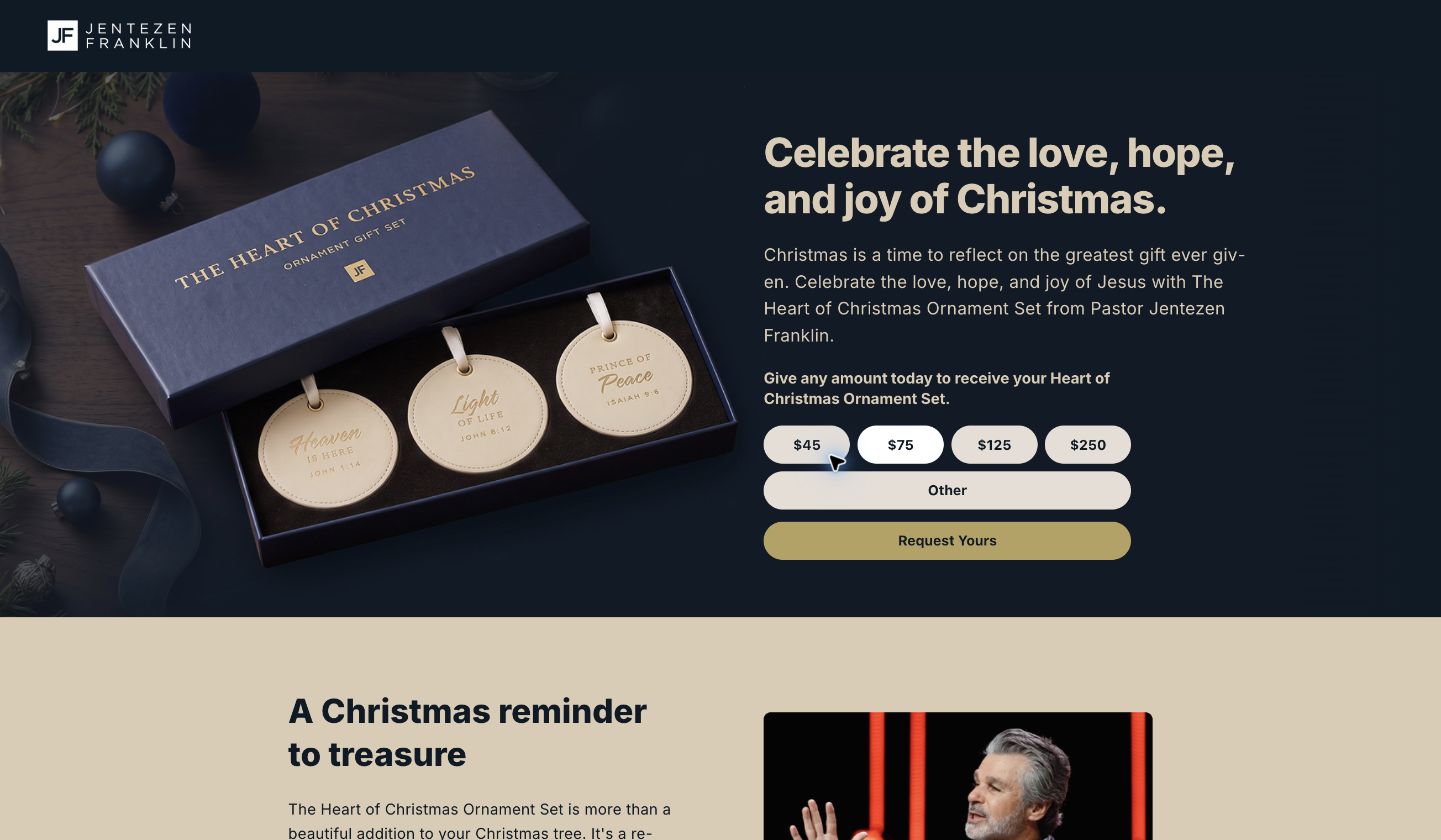 JF JENTEZEN
FRANKLIN
THE HEART OF CHRISTMAS
ORNAMENT GIFT SET
JF
Heaven
IS HERE
JOHN 1:14
Light
OF LIFE
JOHN 8:12
PRINCE OF
Peace
ISAIAH 9:6
Celebrate the love, hope,
and joy of Christmas.
Christmas is a time to reflect on the greatest gift ever giv-
en. Celebrate the love, hope, and joy of Jesus with The
Heart of Christmas Ornament Set from Pastor Jentezen
Franklin.
Give any amount today to receive your Heart of
Christmas Ornament Set.
$45 $75 $125 $250
Other
Request Yours
A Christmas reminder
to treasure
The Heart of Christmas Ornament Set is more than a
beautiful addition to your Christmas tree. It's a re-